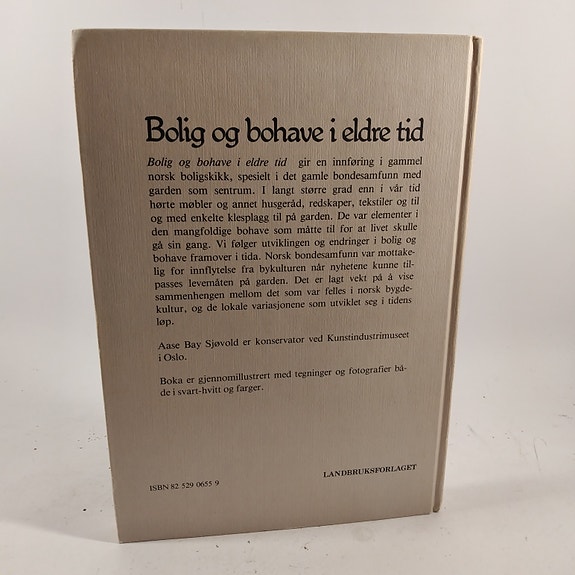 Bolig og bohave i eldre tid
Bolig og bohave i eldre tid gir en innføring i gammel
norsk boligskikk, spesielt i det gamle bondesamfunn med
garden som sentrum. I langt større grad enn i vår tid
hørte møbler og annet husgeråd, redskaper, tekstiler og til
og med enkelte klesplagg til på garden. De var elementer i
den mangfoldige bohave som måtte til for at livet skulle
gå sin gang. Vi følger utviklingen og endringer i bolig og
bohave framover i tida. Norsk bondesamfunn var mottake-
lig for innflytelse fra bykulturen når nyhetene kunne til-
passes levemåten på garden. Det er lagt vekt på å vise
sammenhengen mellom det som var felles i norsk bygde-
kultur, og de lokale variasjonene som utviklet seg i tidens
løp.
Aase Bay Sjøvold er konservator ved Kunstindustrimuseet
i Oslo.
Boka er gjennomillustrert med tegninger og fotografier bå-
de i svart-hvitt og farger.
LANDBRUKSFORLAGET
ISBN 82 529 0655 9